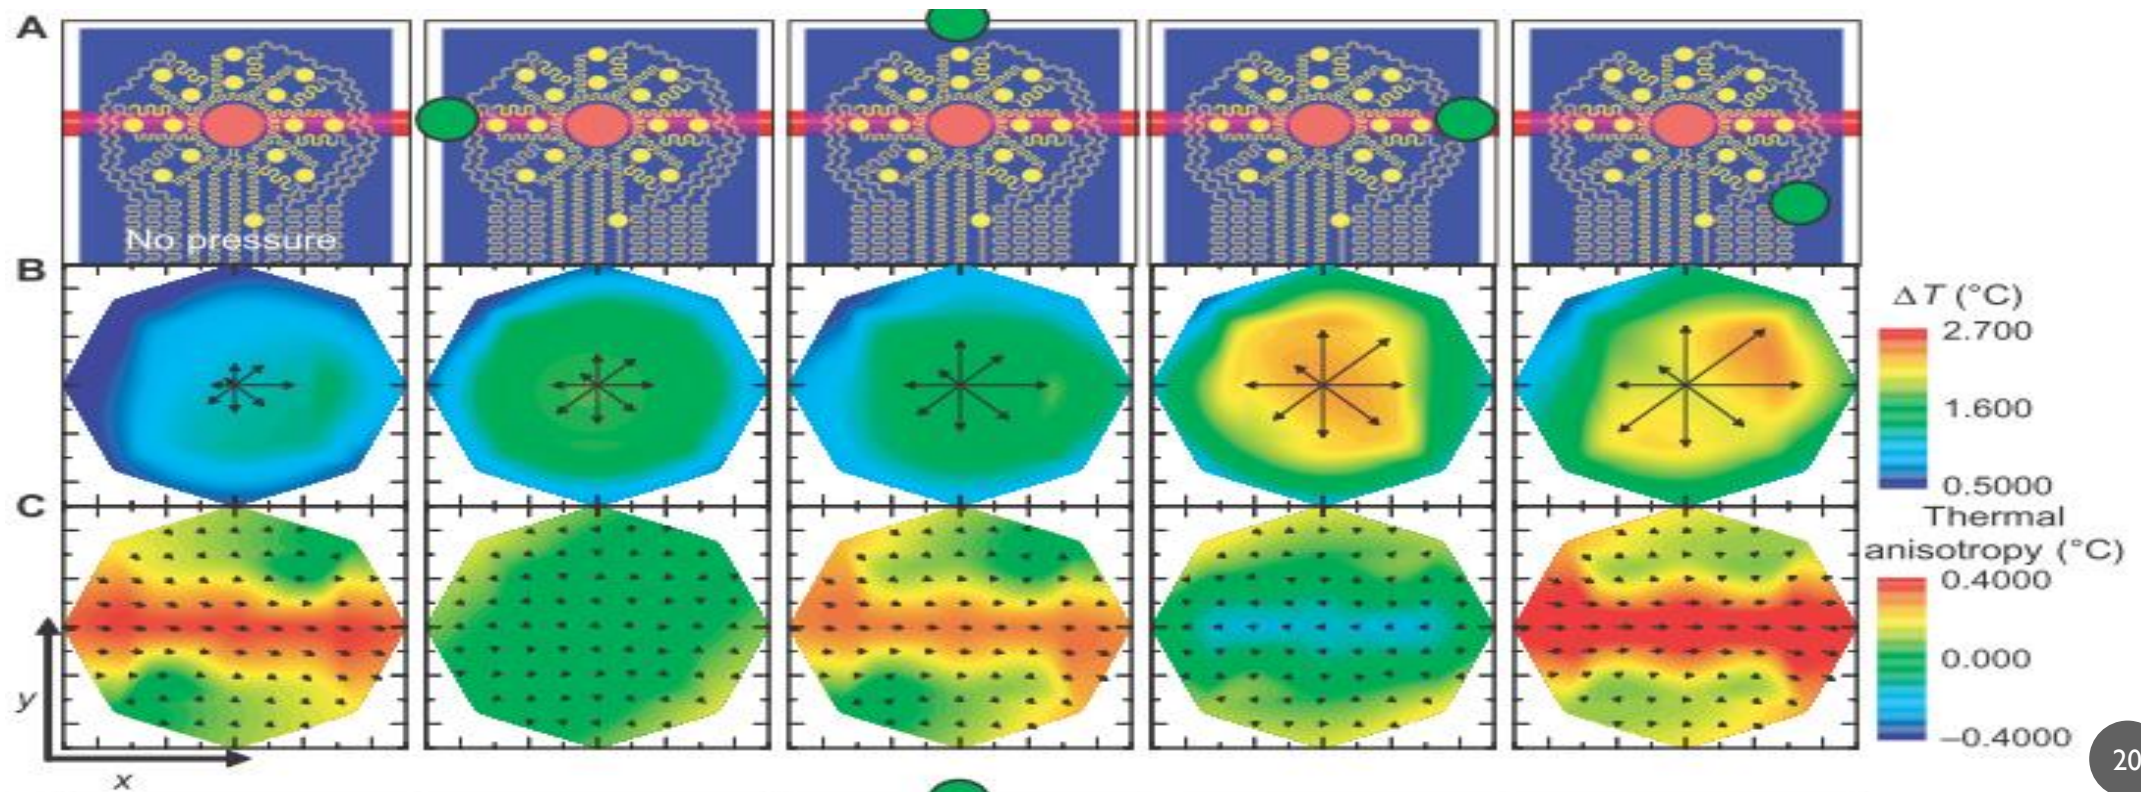 A
No pressure
B
ΔT (°C)
2.700
1.600
0.5000
C
Thermal
anisotropy (°C)
0.4000
0.000
–0.4000
y
x
20